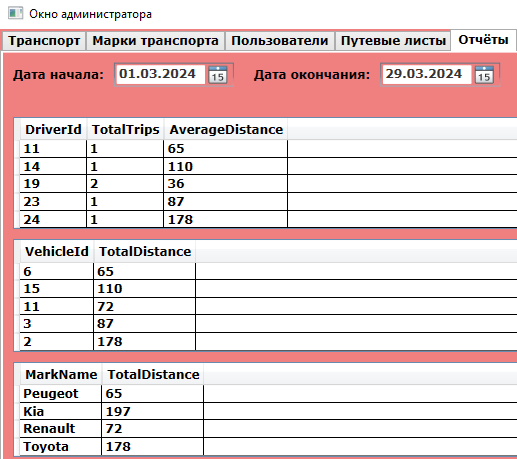 Окно администратора
Транспорт Марки транспорта Пользователи Путевые листы Отчёты
Дата начала: 01.03.2024 15 Дата окончания: 29.03.2024 15
DriverId TotalTrips AverageDistance
11 1 65
14 1 110
19 2 36
23 1 87
24 1 178
VehicleId TotalDistance
6 65
15 110
11 72
3 87
2 178
MarkName TotalDistance
Peugeot 65
Kia 197
Renault 72
Toyota 178